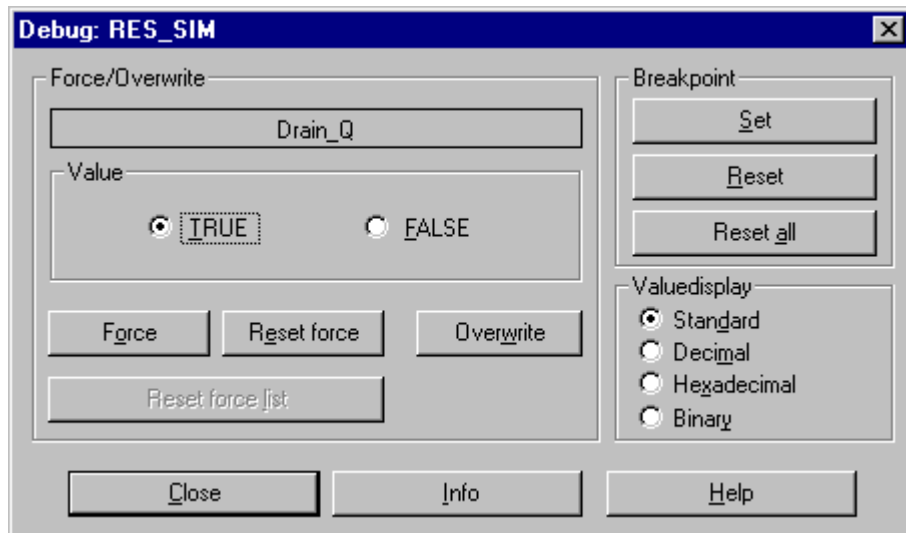 Debug: RES_SIM
Force/Overwrite
Drain_Q
Value
TRUE
FALSE
Force
Reset force
Overwrite
Reset force list
Breakpoint
Set
Reset
Reset all
Valuedisplay
Standard
Decimal
Hexadecimal
Binary
Close
Info
Help